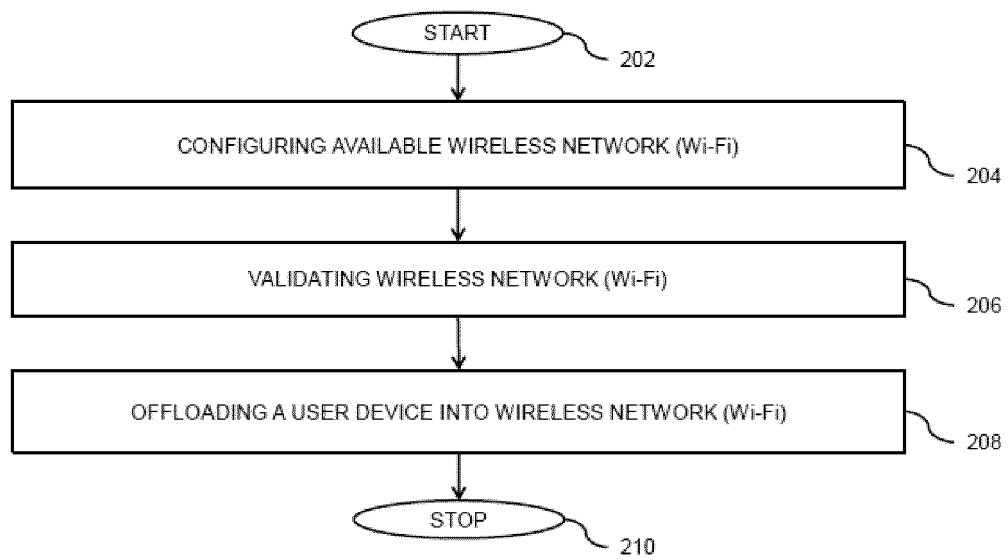 START
202
CONFIGURING AVAILABLE WIRELESS NETWORK (Wi-Fi)
204
VALIDATING WIRELESS NETWORK (Wi-Fi)
206
OFFLOADING A USER DEVICE INTO WIRELESS NETWORK (Wi-Fi)
208
STOP
210